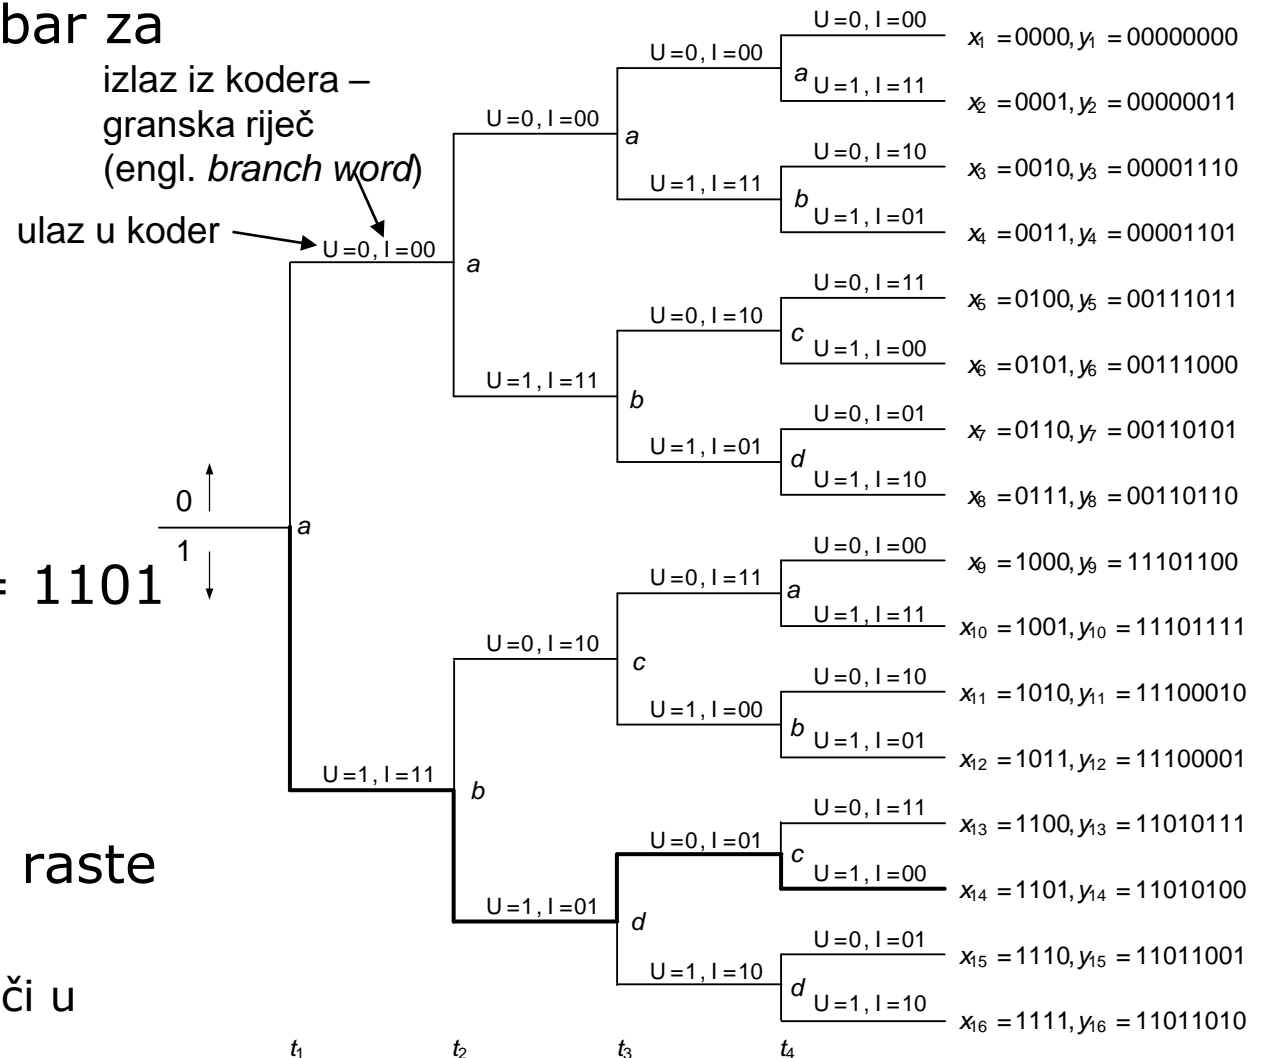 bar za
izlaz iz kodera –
granska riječ
(engl. branch word)
ulaz u koder
= 1101
raste
či u
0
1
a
U=0, I=00
a
U=1, I=11
b
U=0, I=00
a
U=1, I=11
b
U=0, I=10
c
U=1, I=01
d
U=0, I=00
a
U=1, I=11
b
U=0, I=10
c
U=1, I=01
d
U=0, I=11
a
U=1, I=00
b
U=0, I=01
c
U=1, I=10
d
U=0, I=00
x1 =0000, y1 = 00000000
U=1, I=11
x2 =0001, y2 = 00000011
U=0, I=10
x3 =0010, y3 = 00001110
U=1, I=01
x4 =0011, y4 = 00001101
U=0, I=11
x5 =0100, y5 = 00111011
U=1, I=00
x6 =0101, y6 = 00111000
U=0, I=01
x7 =0110, y7 = 00110101
U=1, I=10
x8 =0111, y8 = 00110110
U=0, I=00
x9 =1000, y9 = 11101100
U=1, I=11
x10 =1001, y10 = 11101111
U=0, I=10
x11 =1010, y11 = 11100010
U=1, I=01
x12 =1011, y12 = 11100001
U=0, I=11
x13 =1100, y13 = 11010111
U=1, I=00
x14 =1101, y14 = 11010100
U=0, I=01
x15 =1110, y15 = 11011001
U=1, I=10
x16 =1111, y16 = 11011010
t1 t2 t3 t4